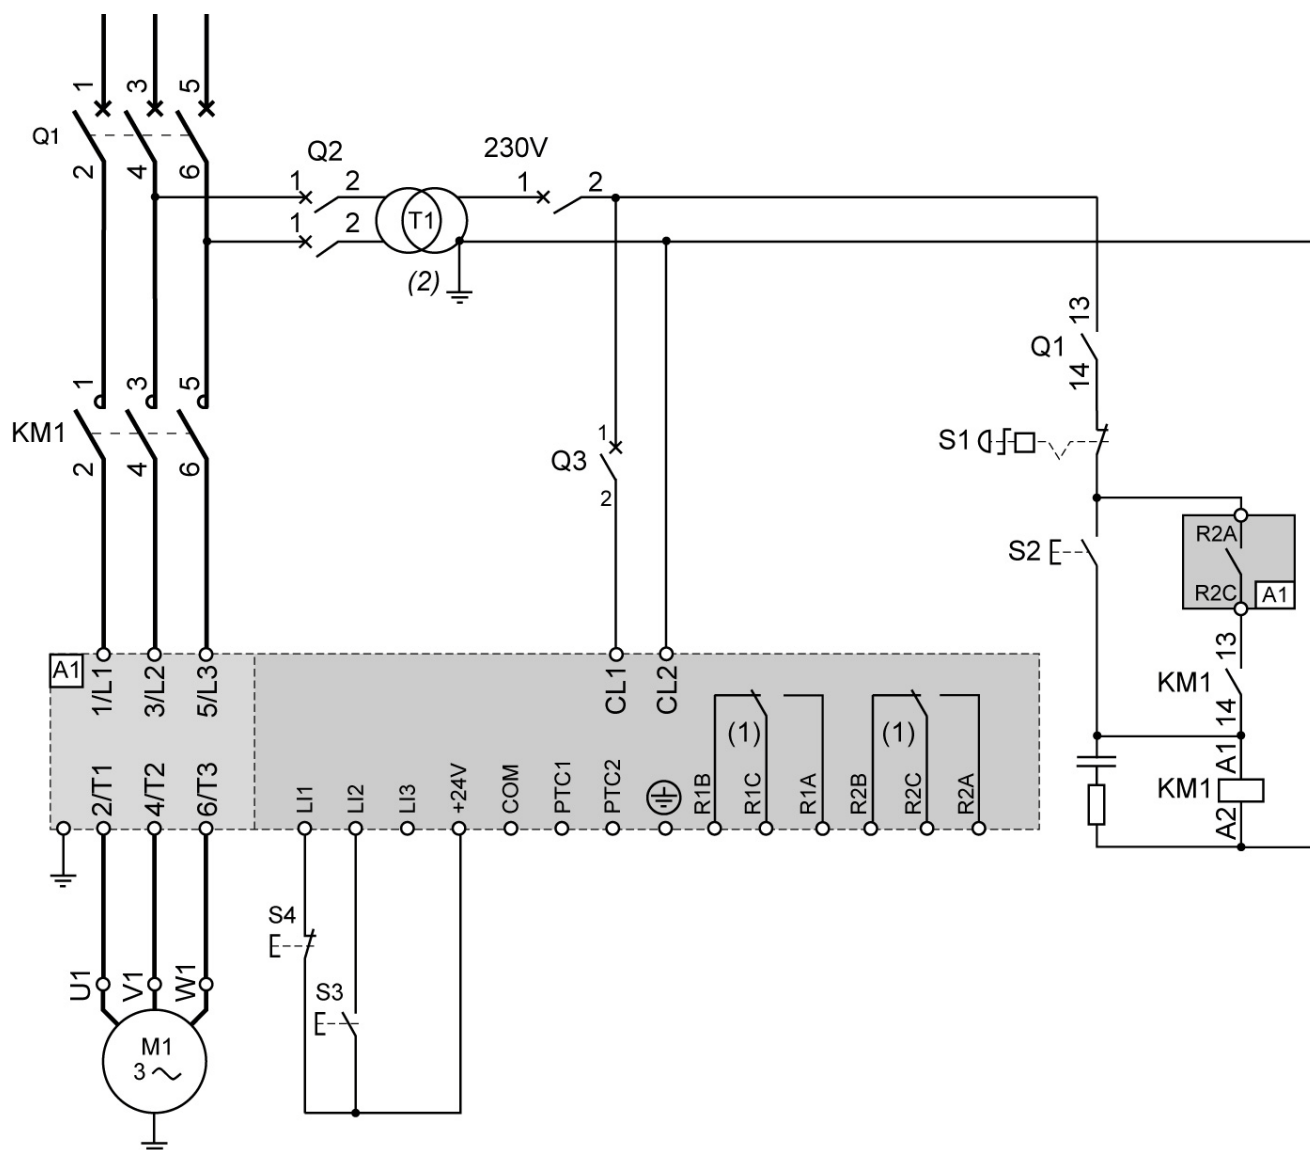 1 3 5
Q1
2 4 6
Q2 230V
1 2 1 2
1 2
T1
(2)
13
Q1
14
1 3 5
KM1
2 4 6
S1
1
Q3
2
S2
R2A
R2C A1
A1
1/L1 3/L2 5/L3 CL1 CL2
13
KM1
14
(1) (1)
2/T1 4/T2 6/T3 LI1 LI2 LI3 +24V COM PTC1 PTC2 R1B R1C R1A R2B R2C R2A
A1
KM1
A2
S4
S3
U1 V1 W1
M1
3